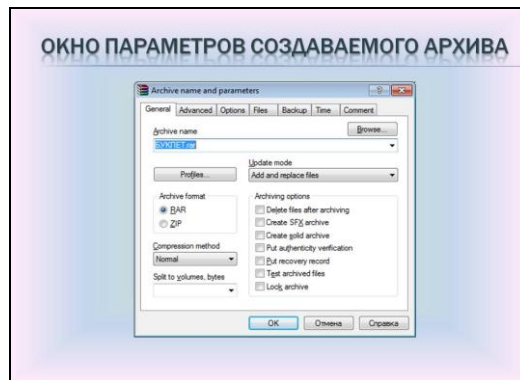 ОКНО ПАРАМЕТРОВ СОЗДАВАЕМОГО АРХИВА
Archive name and parameters
General Advanced Options Files Backup Time Comment
Archive name
Browse...
БУКЛЕТ.rar
Profiles...
Update mode
Add and replace files
Archive format
RAR
ZIP
Compression method
Normal
Split to volumes, bytes
Archiving options
Delete files after archiving
Create SFX archive
Create solid archive
Put authenticity verification
Put recovery record
Test archived files
Lock archive
OK Отмена Справка